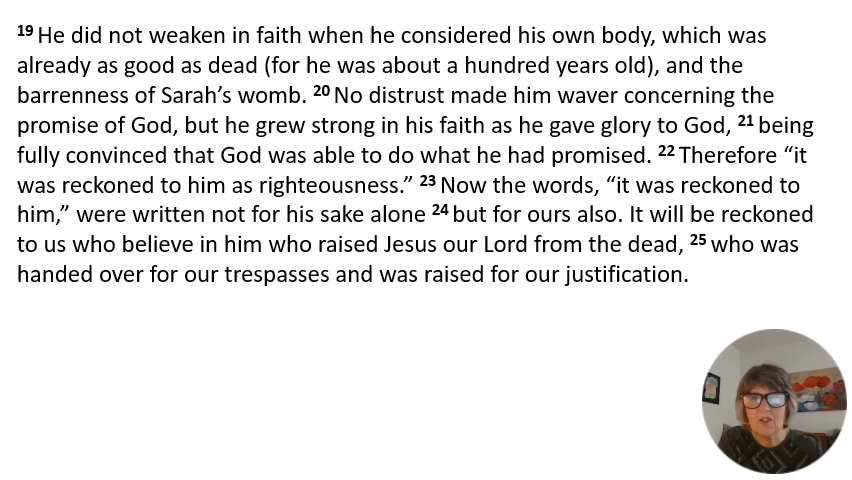 19 He did not weaken in faith when he considered his own body, which was
already as good as dead (for he was about a hundred years old), and the
barrenness of Sarah’s womb. 20 No distrust made him waver concerning the
promise of God, but he grew strong in his faith as he gave glory to God, 21 being
fully convinced that God was able to do what he had promised. 22 Therefore “it
was reckoned to him as righteousness.” 23 Now the words, “it was reckoned to
him,” were written not for his sake alone 24 but for ours also. It will be reckoned
to us who believe in him who raised Jesus our Lord from the dead, 25 who was
handed over for our trespasses and was raised for our justification.